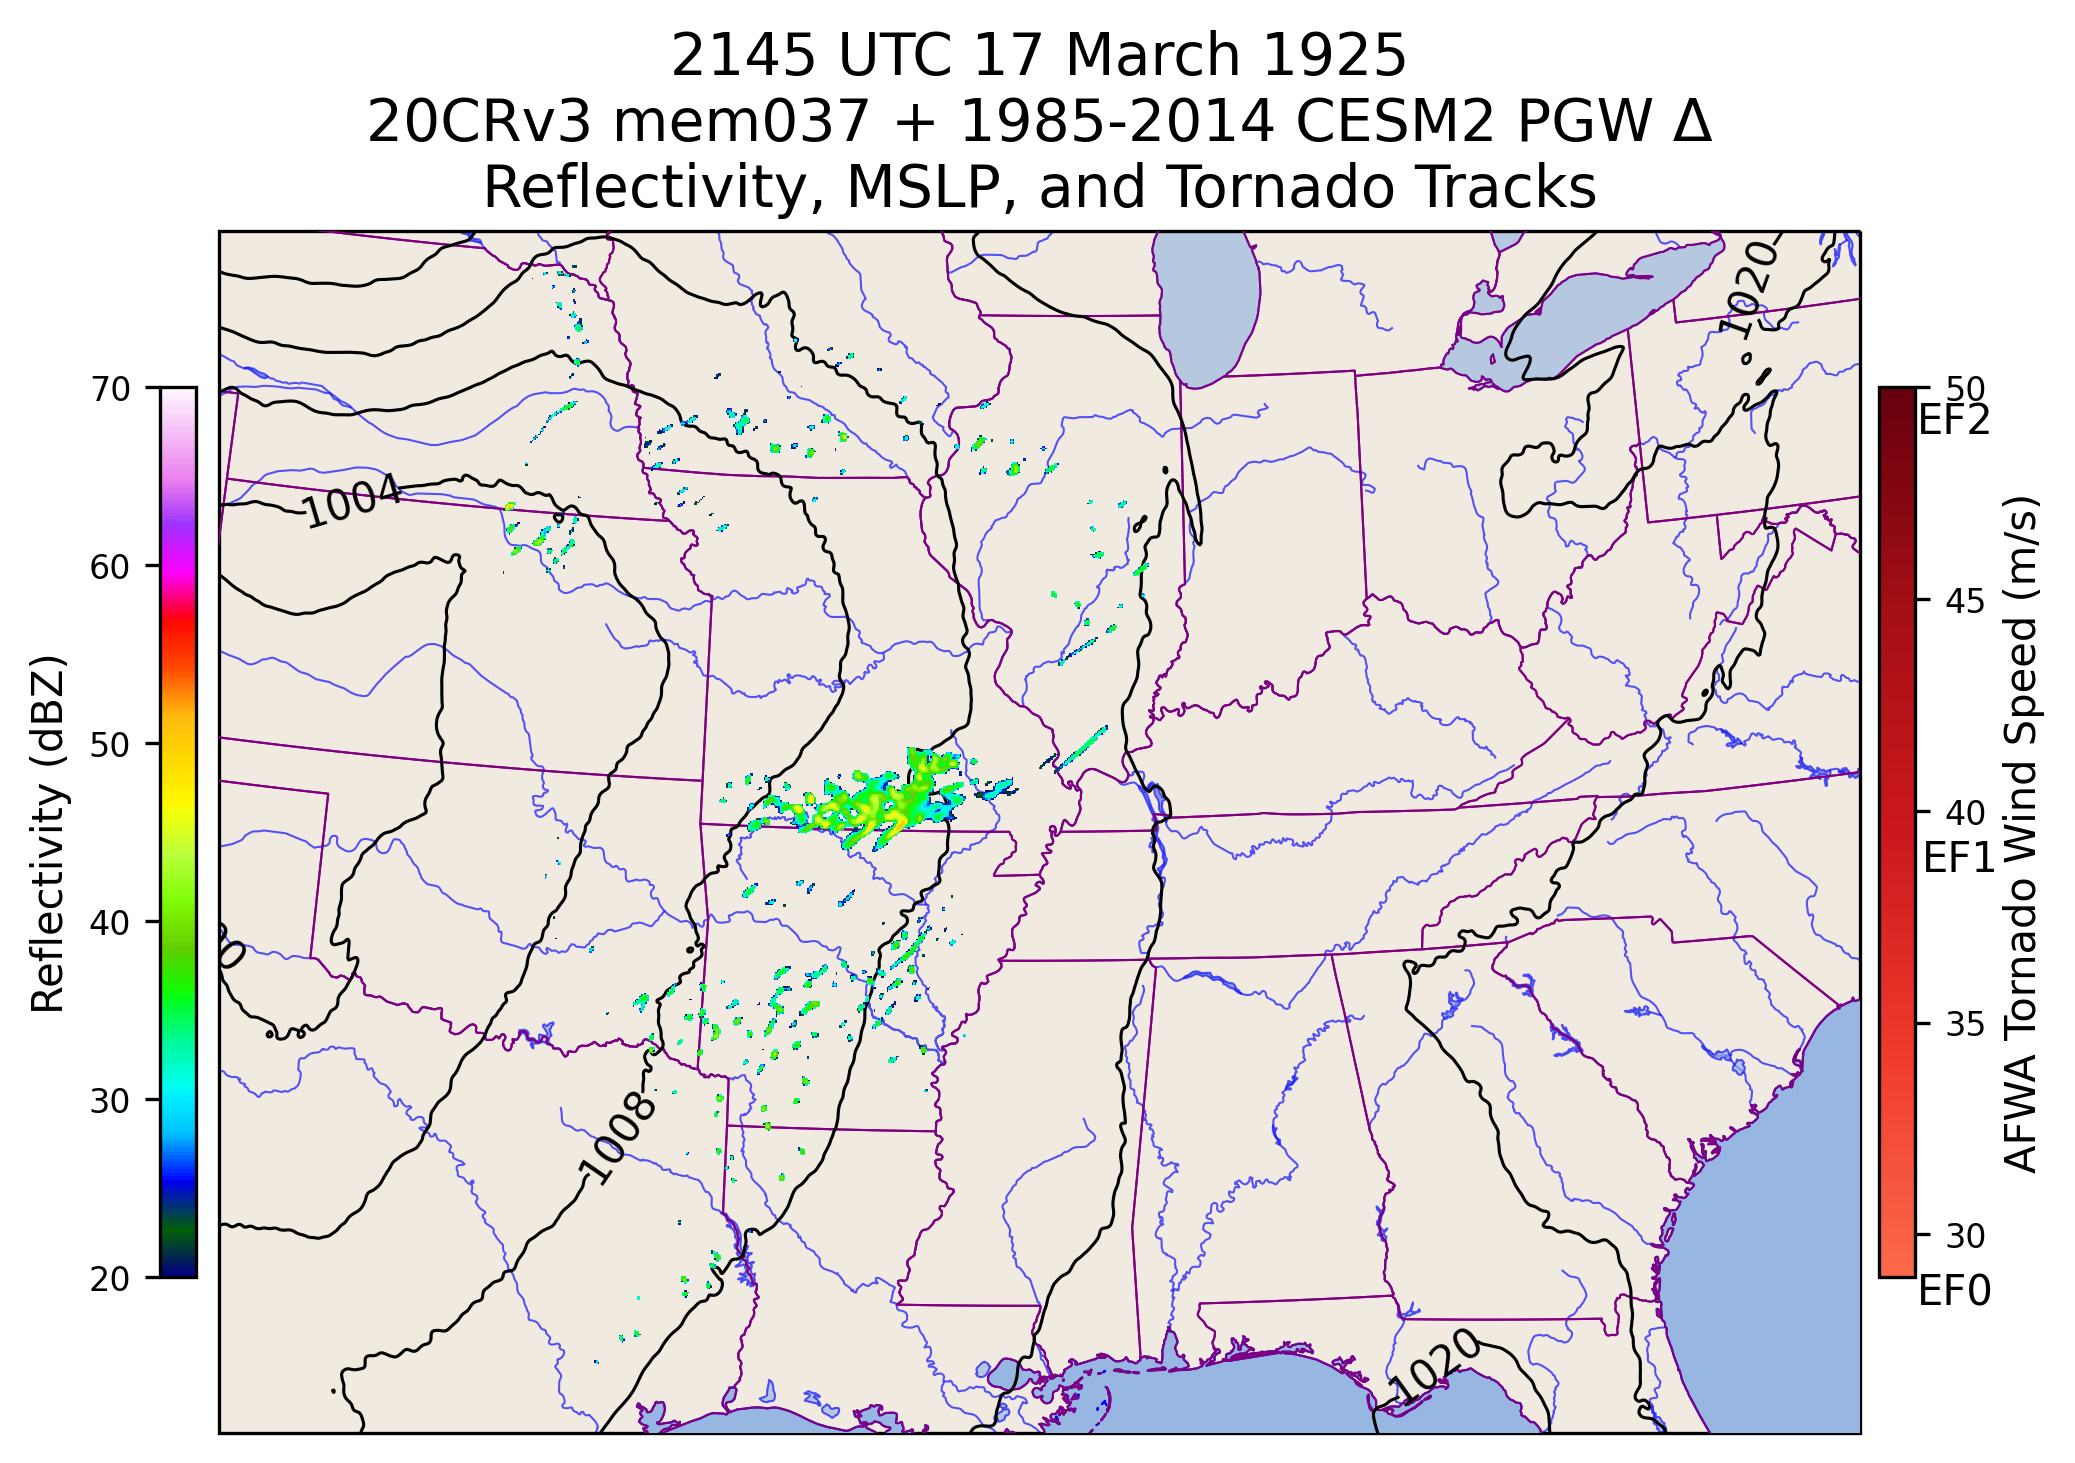 2145 UTC 17 March 1925
20CRv3 mem037 + 1985-2014 CESM2 PGW Δ
Reflectivity, MSLP, and Tornado Tracks
1020
70
60
50
40
30
20
Reflectivity (dBZ)
1004
0
1008
1020
50
EF2
45
40
EF1
35
30
EF0
AFWA Tornado Wind Speed (m/s)